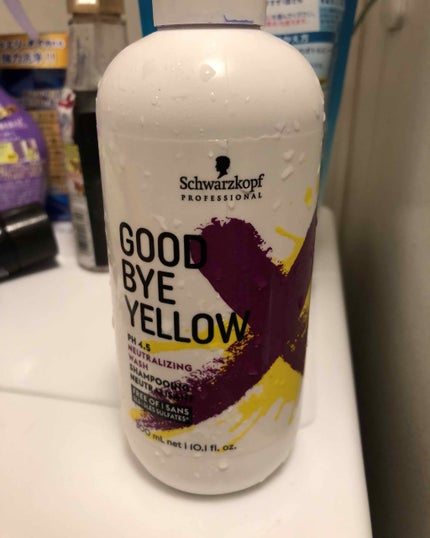 Schwarzkopf
PROFESSIONAL
GOOD
BYE
YELLOW
PH 4.5
NEUTRALIZING
WASH
SHAMPOOING
NEUTRALISANT
FREE OF | SANS
SULFATES*
300 mL net | 10.1 fl. oz.